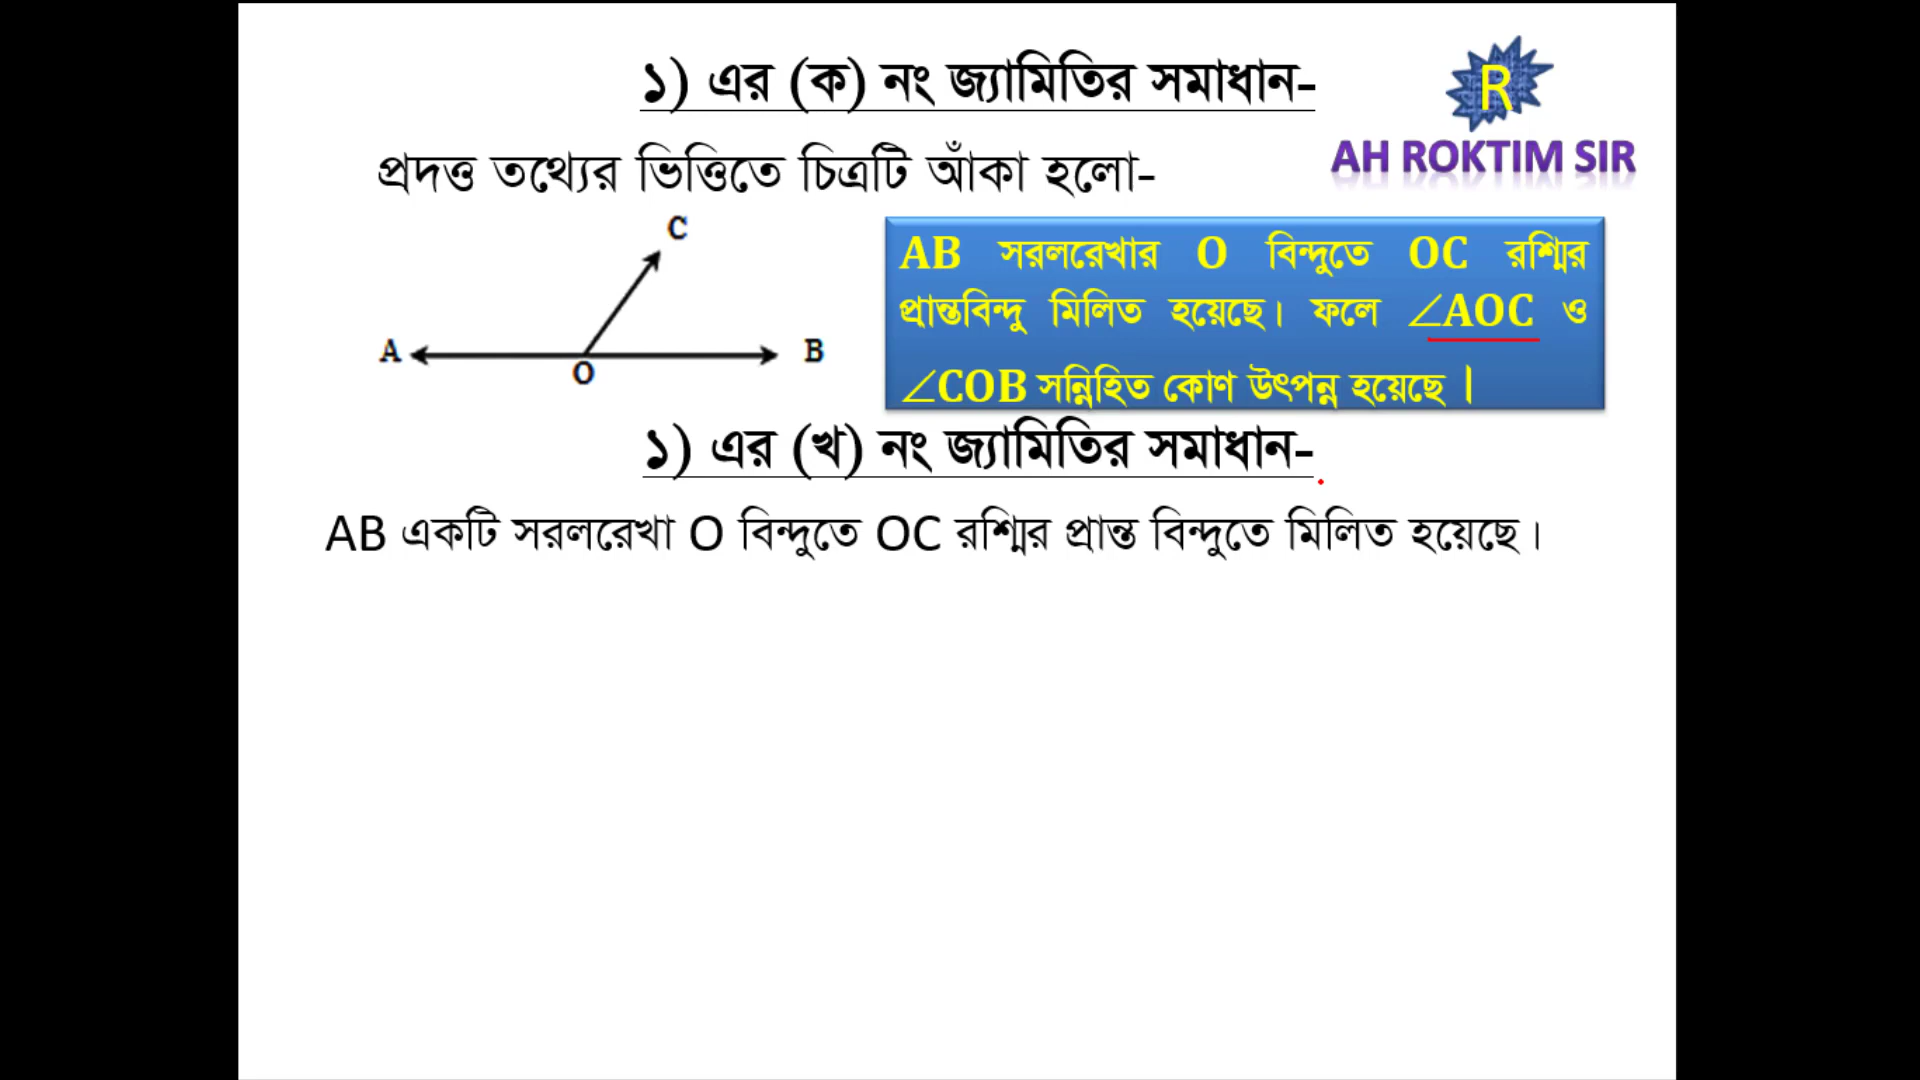 ১) এর (ক) নং জ্যামিতির সমাধান-
R
AH ROKTIM SIR
প্রদত্ত তথ্যের ভিত্তিতে চিত্রটি আঁকা হলো-
C
A
O
B
AB সরলরেখার O বিন্দুতে OC রশ্মির
প্রান্তবিন্দু মিলিত হয়েছে। ফলে ∠AOC ও
∠COB সন্নিহিত কোণ উৎপন্ন হয়েছে।
১) এর (খ) নং জ্যামিতির সমাধান-
AB একটি সরলরেখা O বিন্দুতে OC রশ্মির প্রান্ত বিন্দুতে মিলিত হয়েছে।